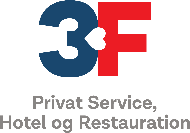 3F
Privat Service,
Hotel og Restauration